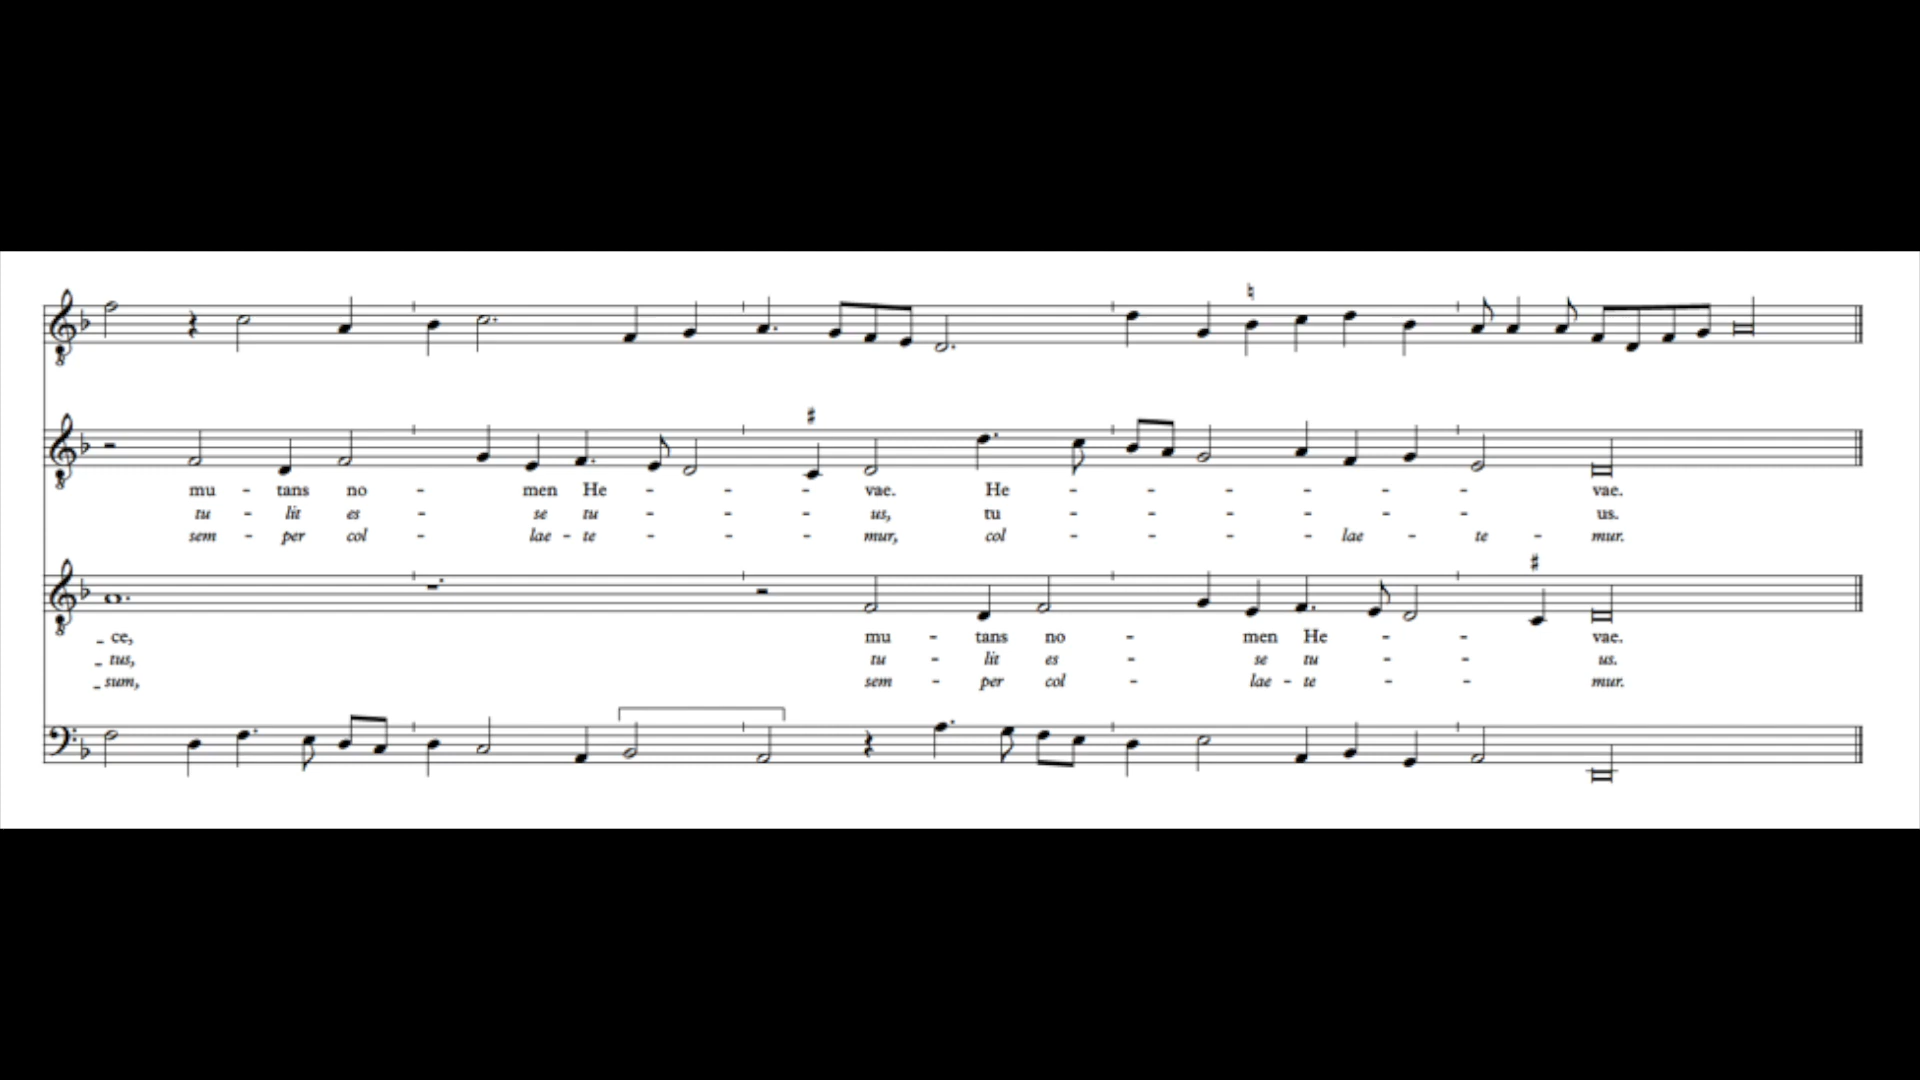 mu - tans no - men He - - - vae. He - - - - - - vae.
tu - lit es - se tu - - - us, tu - - - - - - us.
sem - per col - lae - te - - - mur, col - - - - lae - te - mur.
_ ce, mu - tans no - men He - - vae.
_ tus, tu - lit es - se tu - - us.
_ sum, sem - per col - lae - te - - mur.